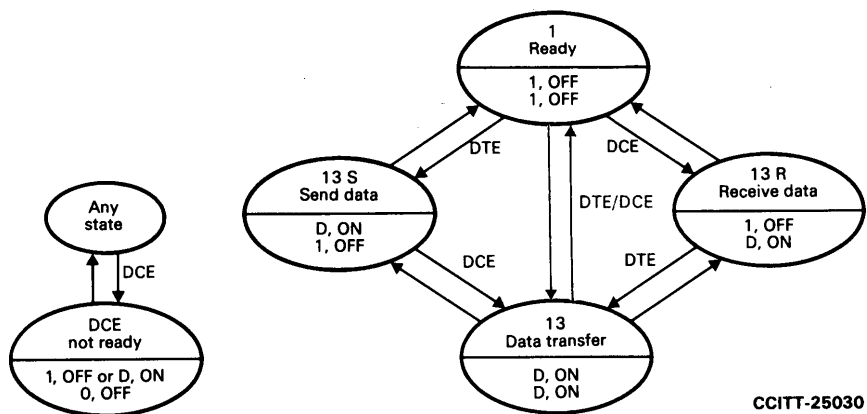 1
Ready
1, OFF
1, OFF
DTE
DCE
13 S
Send data
D, ON
1, OFF
DTE/DCE
13 R
Receive data
1, OFF
D, ON
Any
state
DCE
DCE
DTE
DCE
not ready
1, OFF or D, ON
0, OFF
13
Data transfer
D, ON
D, ON
CCITT-25030